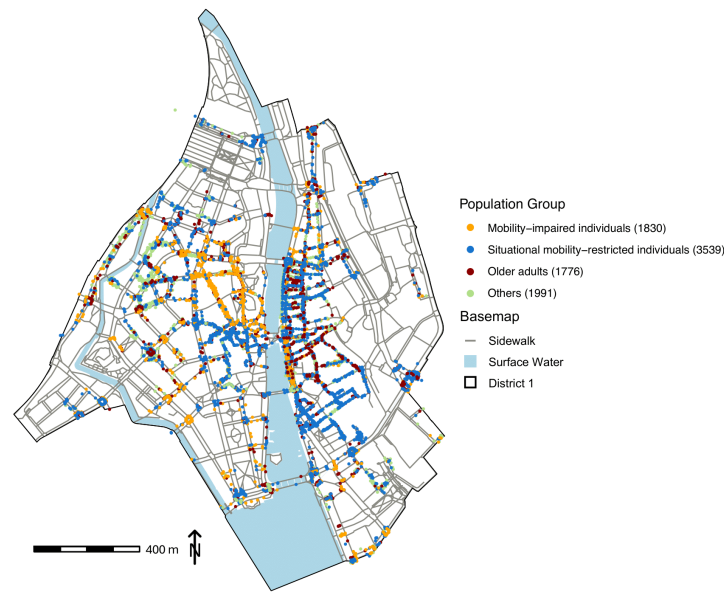 Population Group
Mobility−impaired individuals (1830)
Situational mobility−restricted individuals (3539)
Older adults (1776)
Others (1991)
Basemap
Sidewalk
Surface Water
District 1
400 m
N